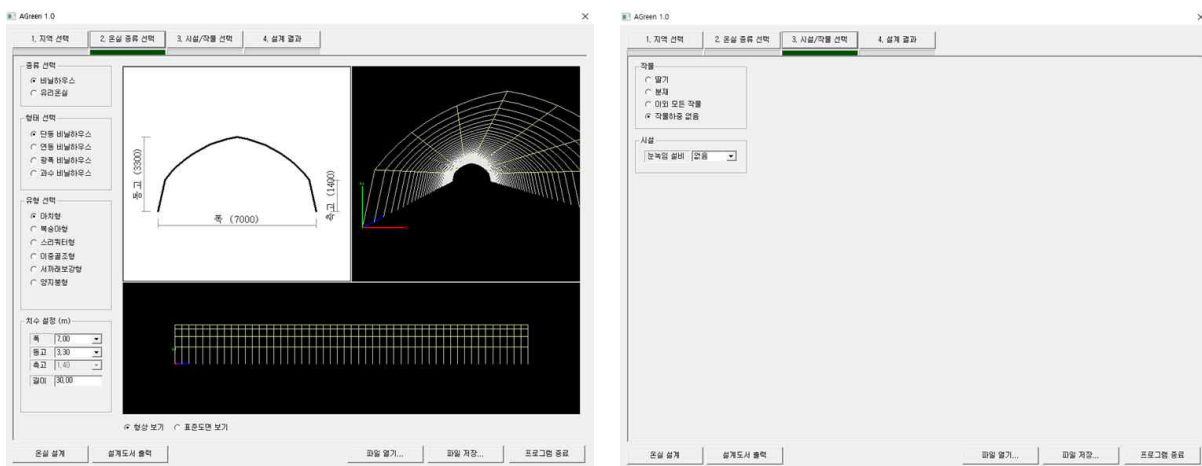 AGreen 1.0
1. 지역 선택
2. 온실 종류 선택
3. 시설/작물 선택
4. 설계 결과
종류 선택
비닐하우스
유리온실
형태 선택
단동 비닐하우스
연동 비닐하우스
광폭 비닐하우스
과수 비닐하우스
유형 선택
아치형
복숭아형
스리쿼터형
이중골조형
서까래보강형
양지붕형
치수 설정 (m)
폭 7,00
동고 3,30
측고 1,40
길이 30,00
동고 (3300)
폭 (7000)
측고 (1400)
형상 보기
표준도면 보기
온실 설계
설계도서 출력
파일 열기...
파일 저장...
프로그램 종료
AGreen 1.0
1. 지역 선택
2. 온실 종류 선택
3. 시설/작물 선택
4. 설계 결과
작물
딸기
분재
이외 모든 작물
작물하중 없음
시설
눈녹임 설비 없음
온실 설계
설계도서 출력
파일 열기...
파일 저장...
프로그램 종료